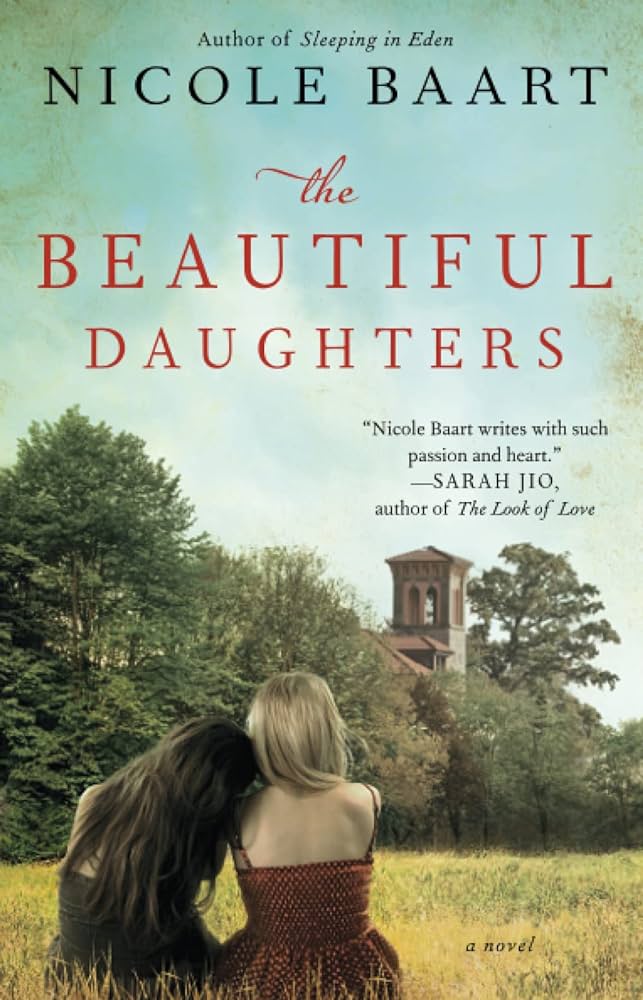 Author of Sleeping in Eden
NICOLE BAART
the
BEAUTIFUL
DAUGHTERS
“Nicole Baart writes with such
passion and heart.”
—SARAH JIO,
author of The Look of Love
a novel